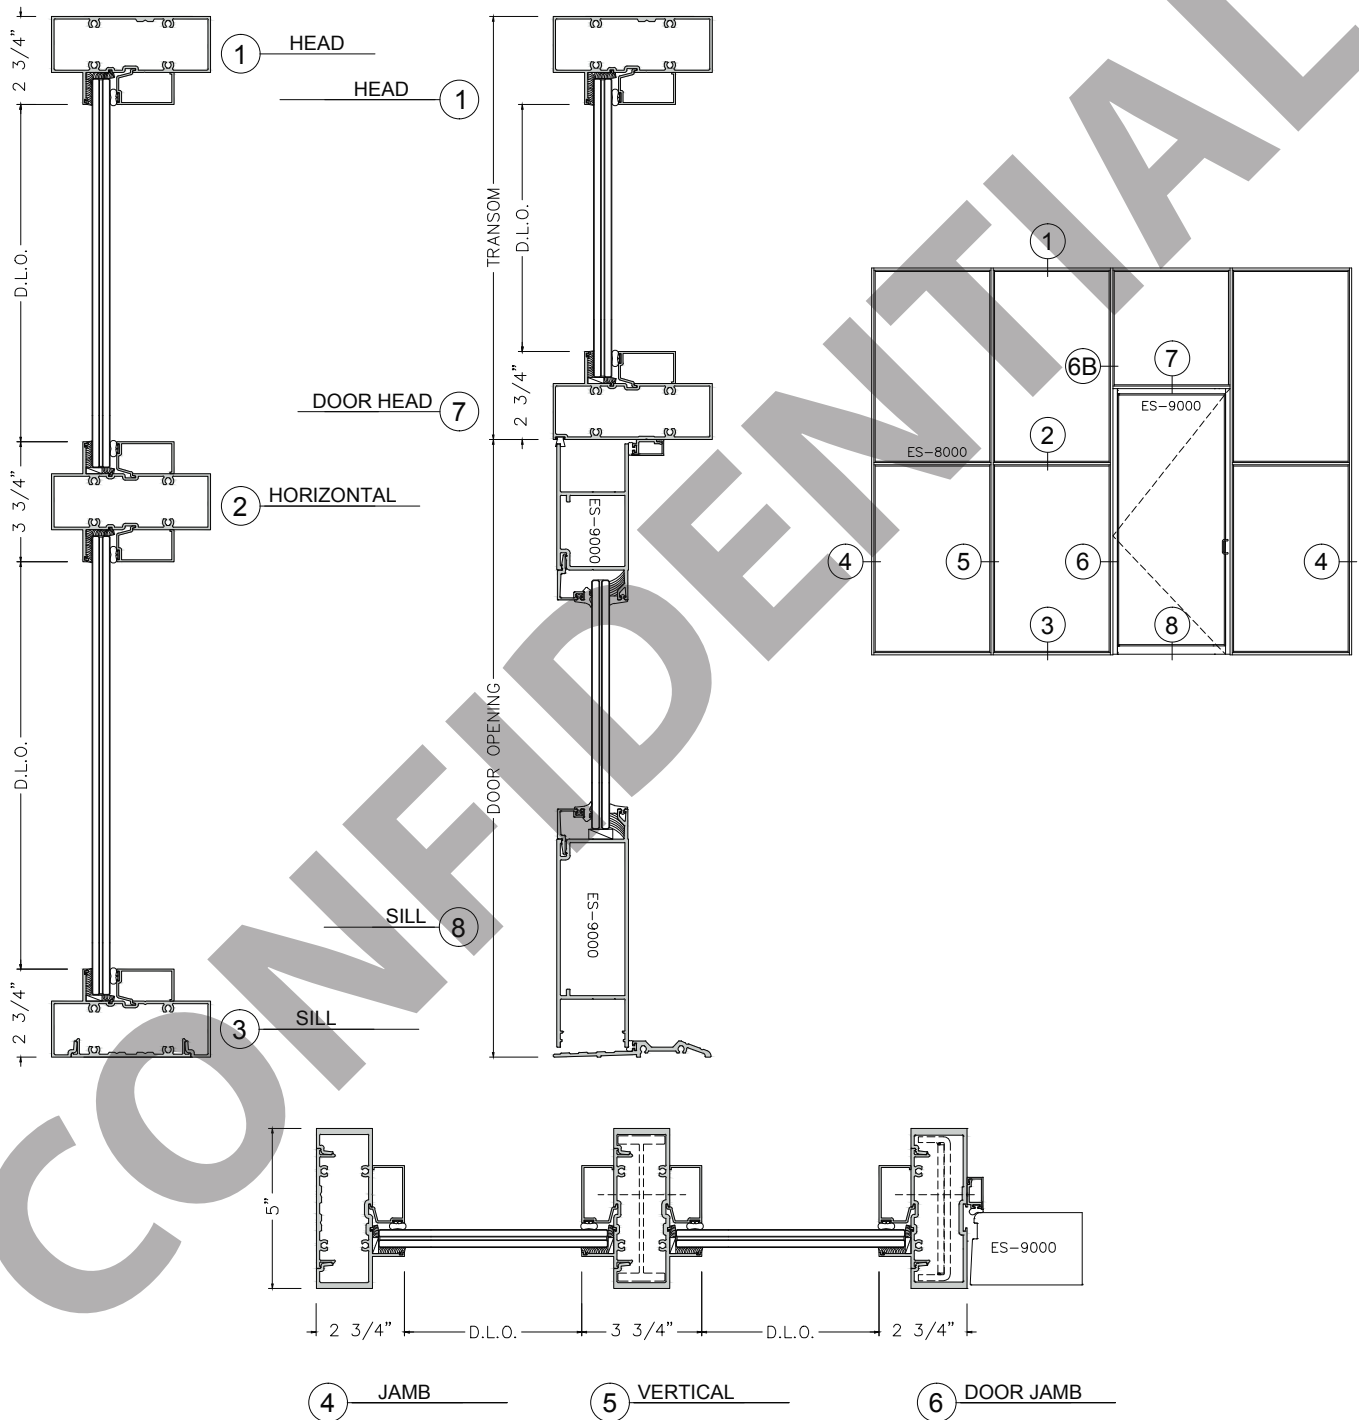 2 3/4"
1 HEAD
D.L.O.
3 3/4"
2 HORIZONTAL
D.L.O.
2 3/4"
3 SILL
HEAD 1
TRANSOM
D.L.O.
2 3/4"
DOOR HEAD 7
ES-9000
DOOR OPENING
SILL 8
ES-9000
1
6B
7
ES-9000
2
ES-8000
4
5
6
4
3
8
5"
ES-9000
2 3/4"
D.L.O.
3 3/4"
D.L.O.
2 3/4"
4 JAMB
5 VERTICAL
6 DOOR JAMB
CONFIDENTIAL